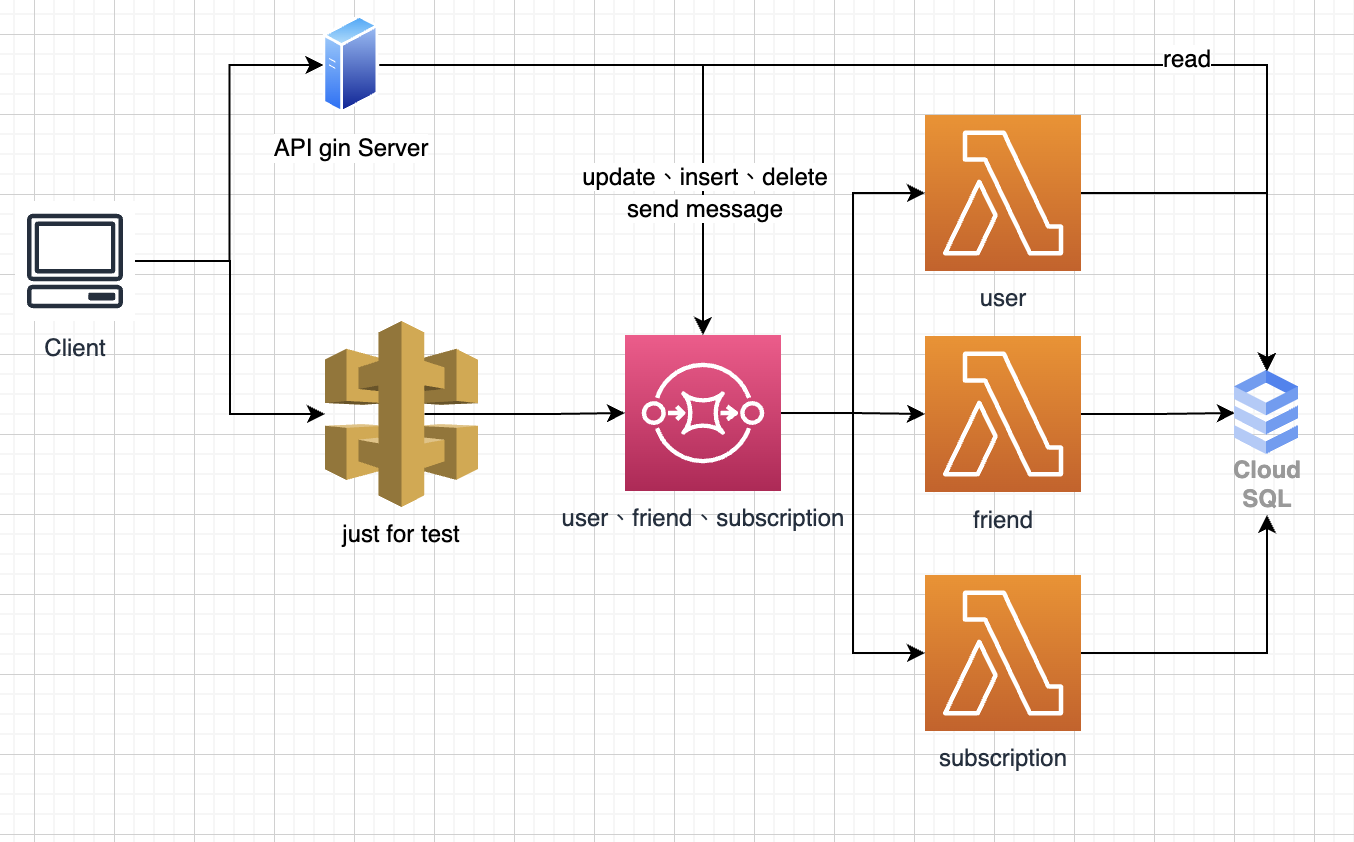 read
API gin Server
update、insert、delete
send message
user
Client
user、friend、subscription
friend
Cloud
SQL
just for test
subscription